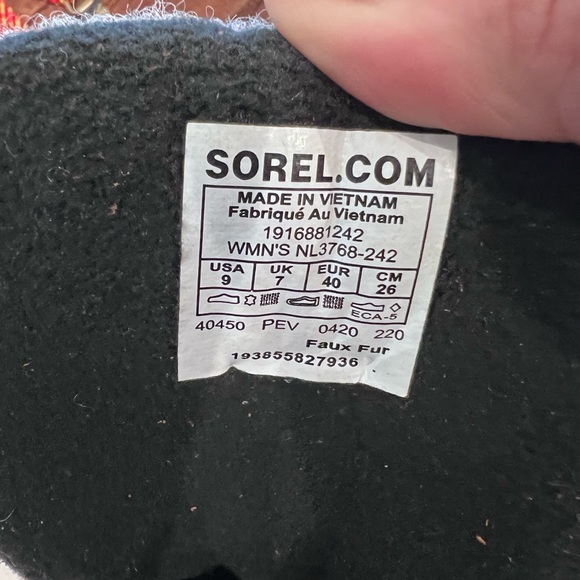 SOREL.COM
MADE IN VIETNAM
Fabriqué Au Vietnam
1916881242
WMN'S NL3768-242
USA UK EUR CM
9 7 40 26
ECA-5
40450 PEV 0420 220
Faux Fur
193855827936